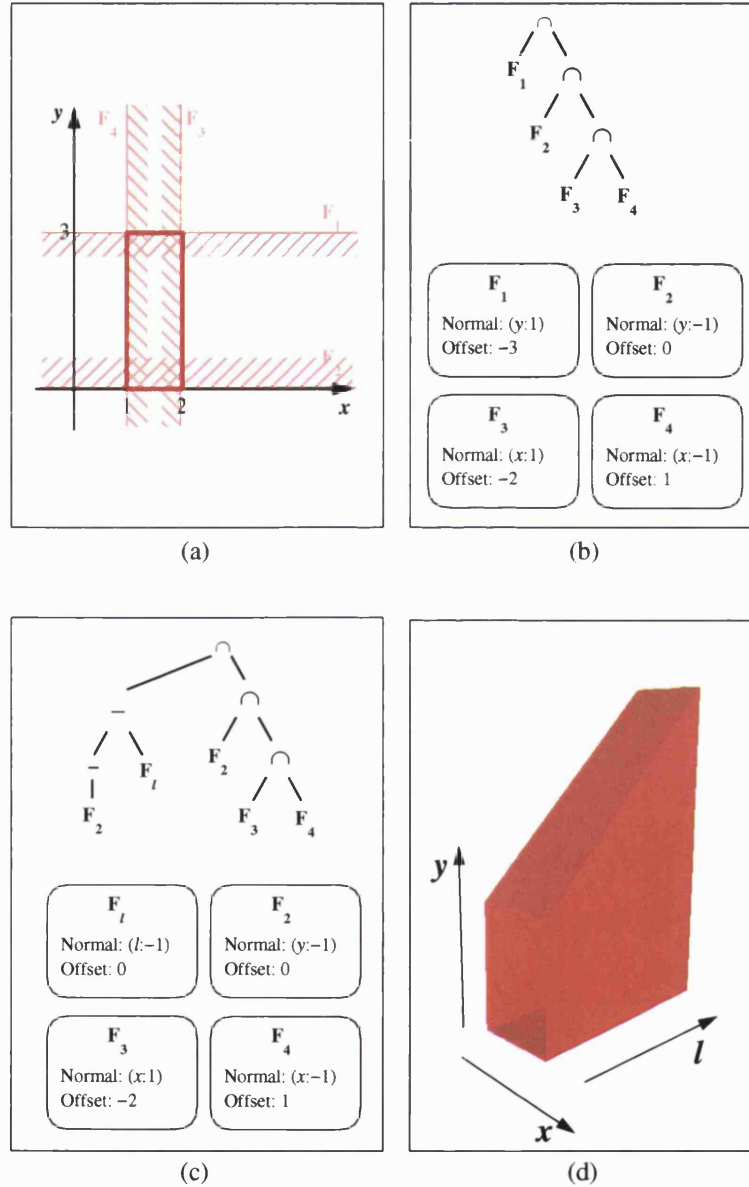 y
F4 F3
3
F1
F2
1 2 x
(a)
∩
F1 ∩
F2 ∩
F3 F4
F1
Normal: (y:1)
Offset: −3
F2
Normal: (y:−1)
Offset: 0
F3
Normal: (x:1)
Offset: −2
F4
Normal: (x:−1)
Offset: 1
(b)
∩
− ∩
− Fl F2 ∩
F2 F3 F4
Fl
Normal: (l:−1)
Offset: 0
F2
Normal: (y:−1)
Offset: 0
F3
Normal: (x:1)
Offset: −2
F4
Normal: (x:−1)
Offset: 1
(c)
y
l
x
(d)